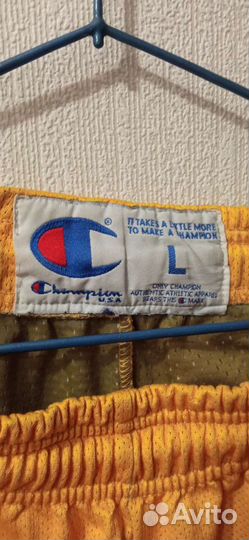 ®
IT TAKES A LITTLE MORE
TO MAKE A CHAMPION
L
ONLY CHAMPION
AUTHENTIC ATHLETIC APPAREL
BEARS THIS C MARK
Champion
U.S.A
Avito